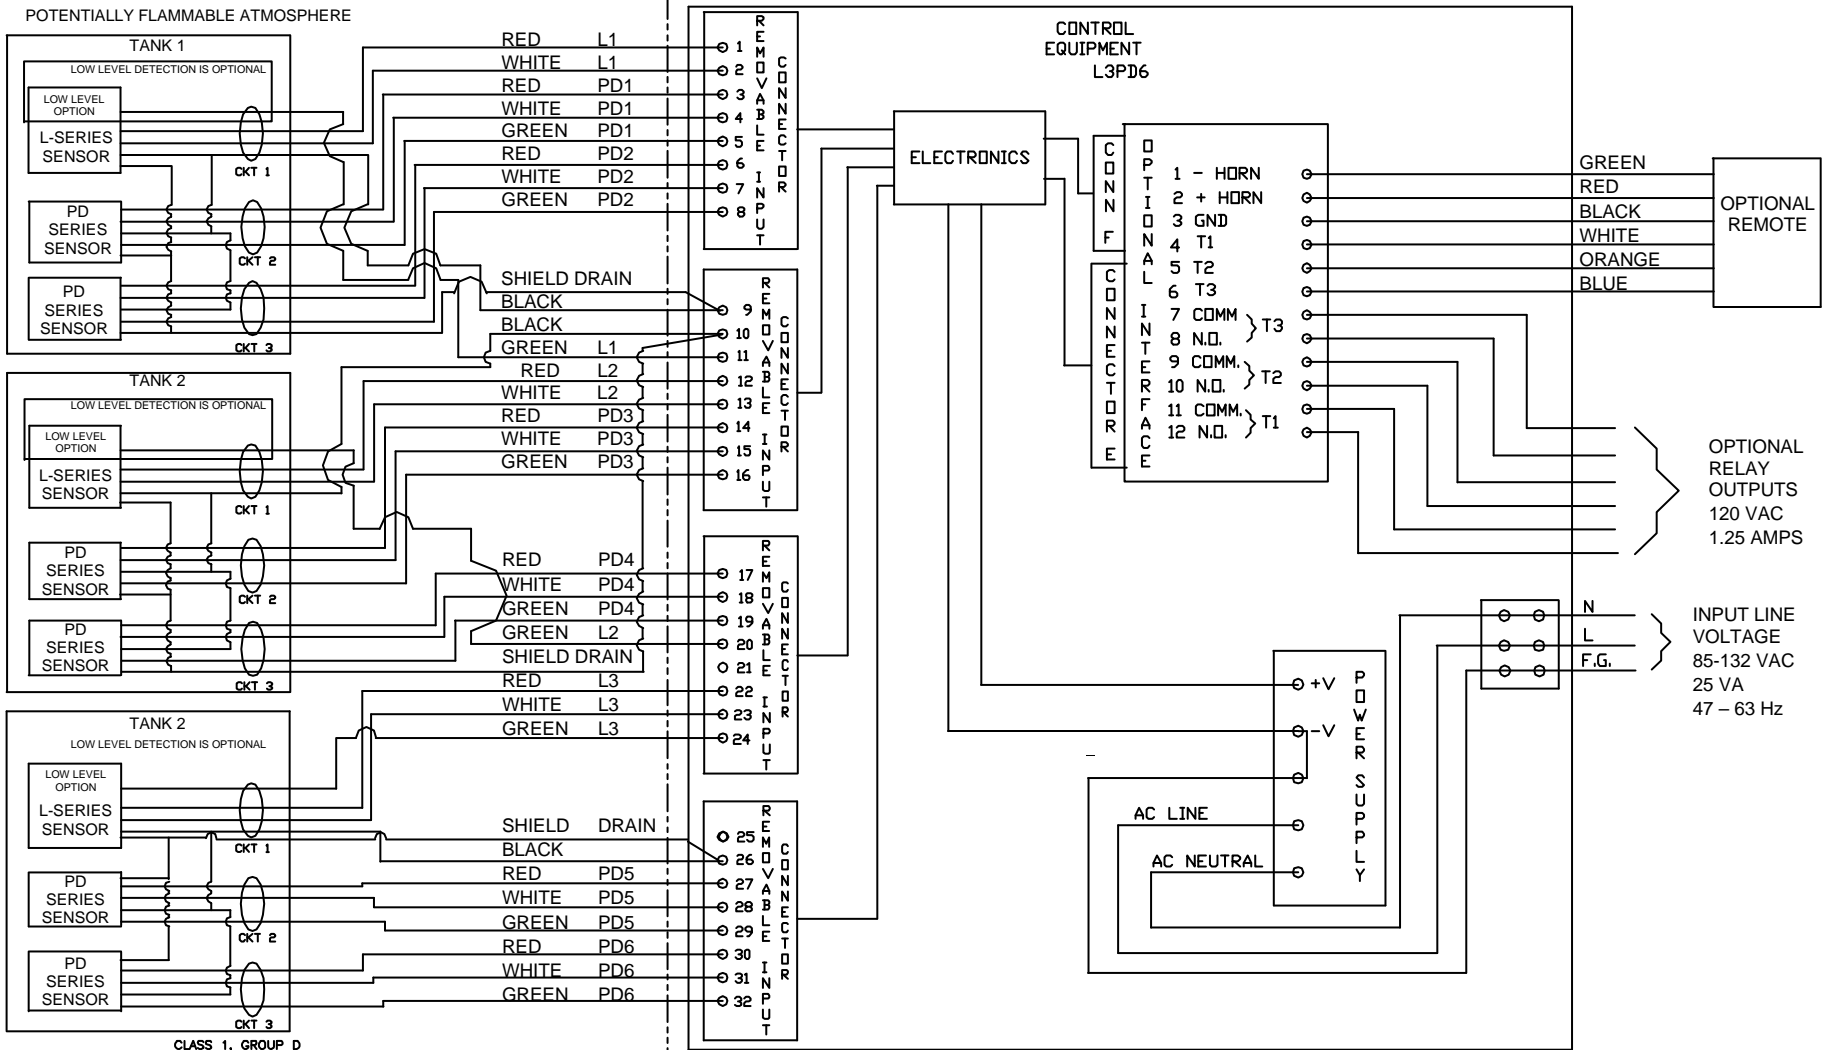 POTENTIALLY FLAMMABLE ATMOSPHERE
TANK 1
LOW LEVEL DETECTION IS OPTIONAL
LOW LEVEL
OPTION
L-SERIES
SENSOR
CKT 1
PD
SERIES
SENSOR
CKT 2
PD
SERIES
SENSOR
CKT 3
TANK 2
LOW LEVEL DETECTION IS OPTIONAL
LOW LEVEL
OPTION
L-SERIES
SENSOR
CKT 1
PD
SERIES
SENSOR
CKT 2
PD
SERIES
SENSOR
CKT 3
TANK 2
LOW LEVEL DETECTION IS OPTIONAL
LOW LEVEL
OPTION
L-SERIES
SENSOR
CKT 1
PD
SERIES
SENSOR
CKT 2
PD
SERIES
SENSOR
CKT 3
CLASS 1, GROUP D
RED L1
WHITE L1
RED PD1
WHITE PD1
GREEN PD1
RED PD2
WHITE PD2
GREEN PD2
SHIELD DRAIN
BLACK
BLACK
GREEN L1
RED L2
WHITE L2
RED PD3
WHITE PD3
GREEN PD3
RED PD4
WHITE PD4
GREEN PD4
GREEN L2
SHIELD DRAIN
RED L3
WHITE L3
GREEN L3
SHIELD DRAIN
BLACK
RED PD5
WHITE PD5
GREEN PD5
RED PD6
WHITE PD6
GREEN PD6
1
2
3
4
5
6
7
8
REMOVABLE INPUT
CONNECTOR
9
10
11
12
13
14
15
16
REMOVABLE INPUT
CONNECTOR
17
18
19
20
21
22
23
24
REMOVABLE INPUT
CONNECTOR
25
26
27
28
29
30
31
32
REMOVABLE INPUT
CONNECTOR
CONTROL
EQUIPMENT
L3PD6
ELECTRONICS
CONN F
CONNECTOR E
OPTIONAL INTERFACE
1 - HORN
2 + HORN
3 GND
4 T1
5 T2
6 T3
7 COMM
8 N.O.
T3
9 COMM.
10 N.O.
T2
11 COMM.
12 N.O.
T1
GREEN
RED
BLACK
WHITE
ORANGE
BLUE
OPTIONAL
REMOTE
OPTIONAL
RELAY
OUTPUTS
120 VAC
1.25 AMPS
N
L
F.G.
INPUT LINE
VOLTAGE
85-132 VAC
25 VA
47 – 63 Hz
+V
-V
POWER SUPPLY
AC LINE
AC NEUTRAL